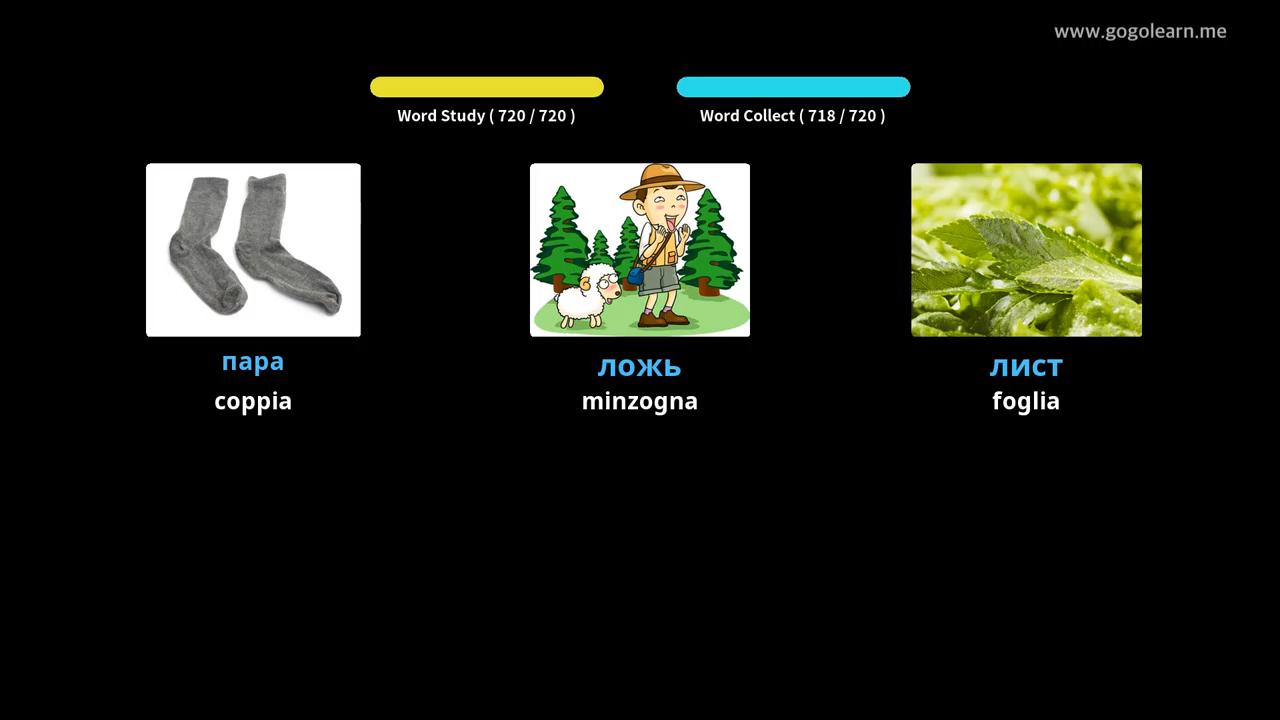 www.gogolearn.me
Word Study ( 720 / 720 )
Word Collect ( 718 / 720 )
пара
ложь
лист
coppia
minzogna
foglia